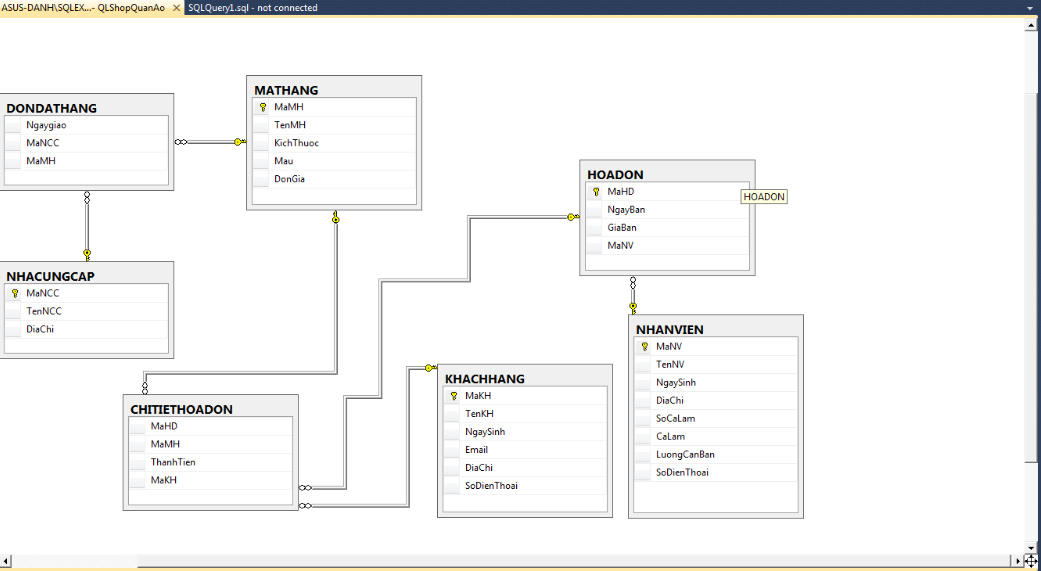 ASUS-DANH\SQLEX...- QLShopQuanAo
SQLQuery1.sql - not connected
DONDATHANG
Ngaygiao
MaNCC
MaMH
MATHANG
MaMH
TenMH
KichThuoc
Mau
DonGia
HOADON
MaHD
NgayBan
GiaBan
MaNV
HOADON
NHACUNGCAP
MaNCC
TenNCC
DiaChi
NHANVIEN
MaNV
TenNV
NgaySinh
DiaChi
SoCaLam
CaLam
LuongCanBan
SoDienThoai
KHACHHANG
MaKH
TenKH
NgaySinh
Email
DiaChi
SoDienThoai
CHITIETHOADON
MaHD
MaMH
ThanhTien
MaKH